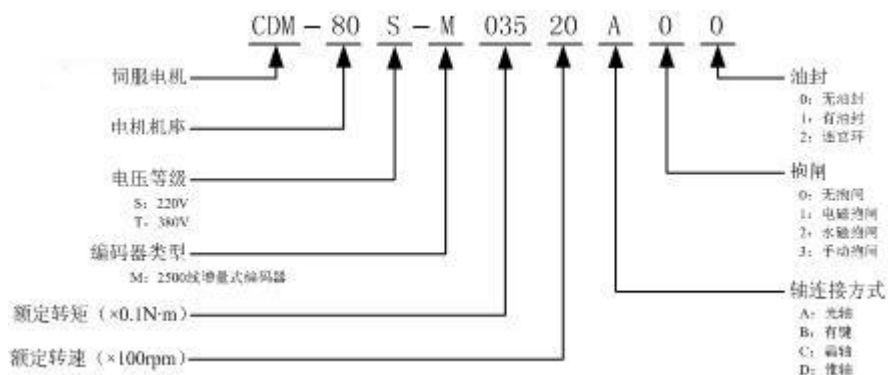 CDM-80 S-M 035 20 A 0 0
伺服电机
电机机座
电压等级
S: 220V
T: 380V
编码器类型
M: 2500线增量式编码器
额定转矩（×0.1N·m）
额定转速（×100rpm）
油封
0: 无油封
1: 有油封
2: 迷宫环
抱闸
0: 无抱闸
1: 电磁抱闸
2: 永磁抱闸
3: 手动抱闸
轴连接方式
A: 光轴
B: 有键
C: 扁轴
D: 锥轴